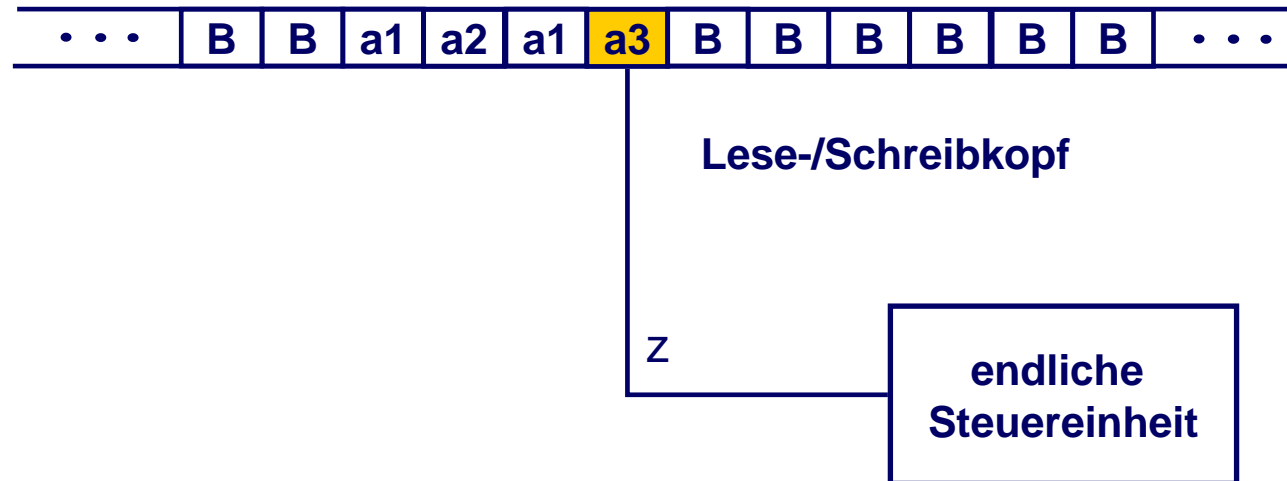 • • • B B a1 a2 a1 a3 B B B B B B • • •
Lese-/Schreibkopf
z
endliche
Steuereinheit